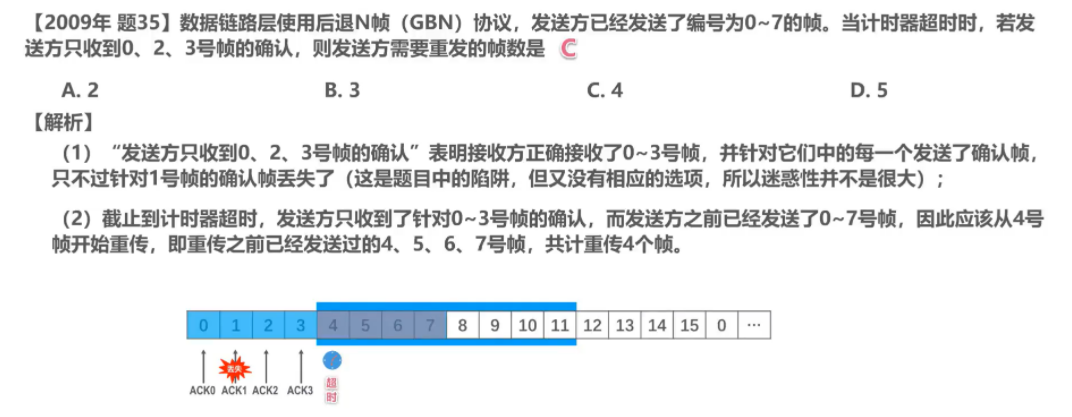 【2009年 题35】数据链路层使用后退N帧（GBN）协议，发送方已经发送了编号为0~7的帧。当计时器超时时，若发
送方只收到0、2、3号帧的确认，则发送方需要重发的帧数是 C
A. 2 B. 3 C. 4 D. 5
【解析】
（1）“发送方只收到0、2、3号帧的确认”表明接收方正确接收了0~3号帧，并针对它们中的每一个发送了确认帧，
只不过针对1号帧的确认帧丢失了（这是题目中的陷阱，但又没有相应的选项，所以迷惑性并不是很大）；
（2）截止到计时器超时，发送方只收到了针对0~3号帧的确认，而发送方之前已经发送了0~7号帧，因此应该从4号
帧开始重传，即重传之前已经发送过的4、5、6、7号帧，共计重传4个帧。
0 1 2 3 4 5 6 7 8 9 10 11 12 13 14 15 0 …
丢失
ACK0 ACK1 ACK2 ACK3
超
时